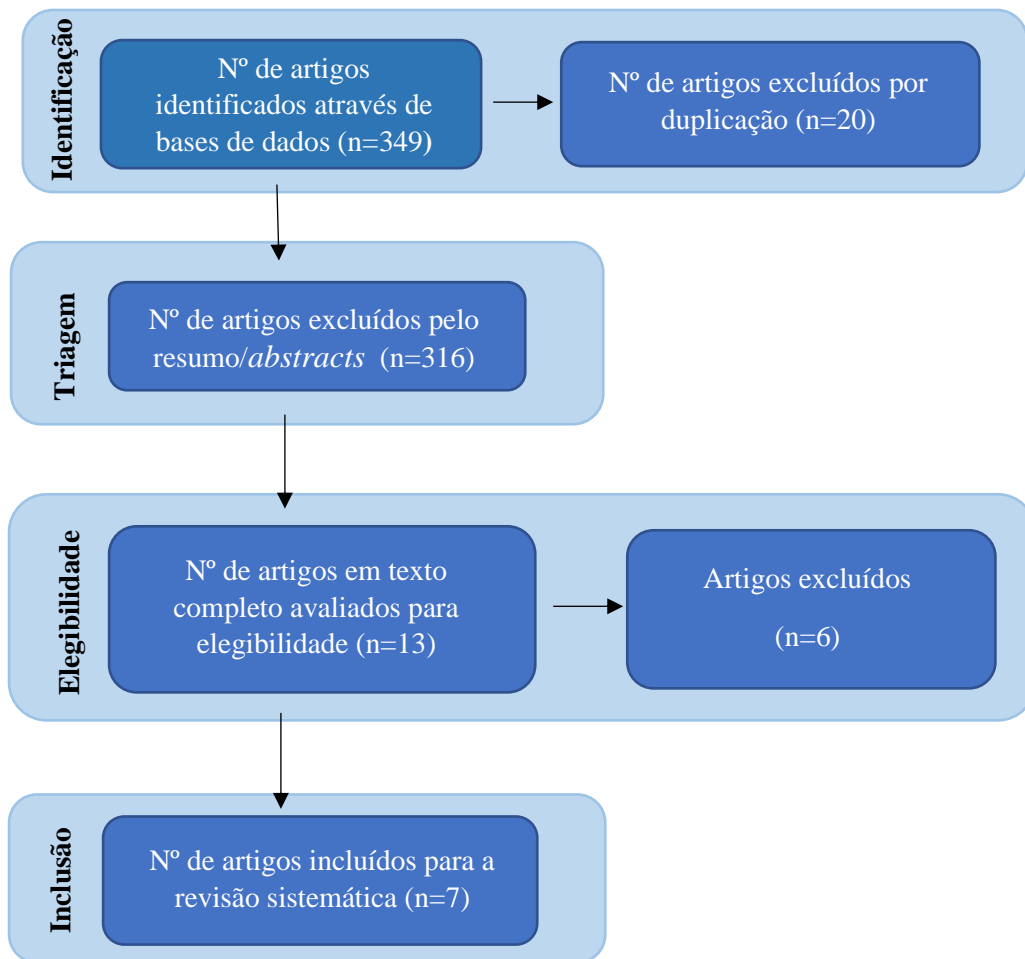 Identificação
Nº de artigos
identificados através de
bases de dados (n=349)
Nº de artigos excluídos por
duplicação (n=20)
Triagem
Nº de artigos excluídos pelo
resumo/abstracts (n=316)
Elegibilidade
Nº de artigos em texto
completo avaliados para
elegibilidade (n=13)
Artigos excluídos
(n=6)
Inclusão
Nº de artigos incluídos para a
revisão sistemática (n=7)